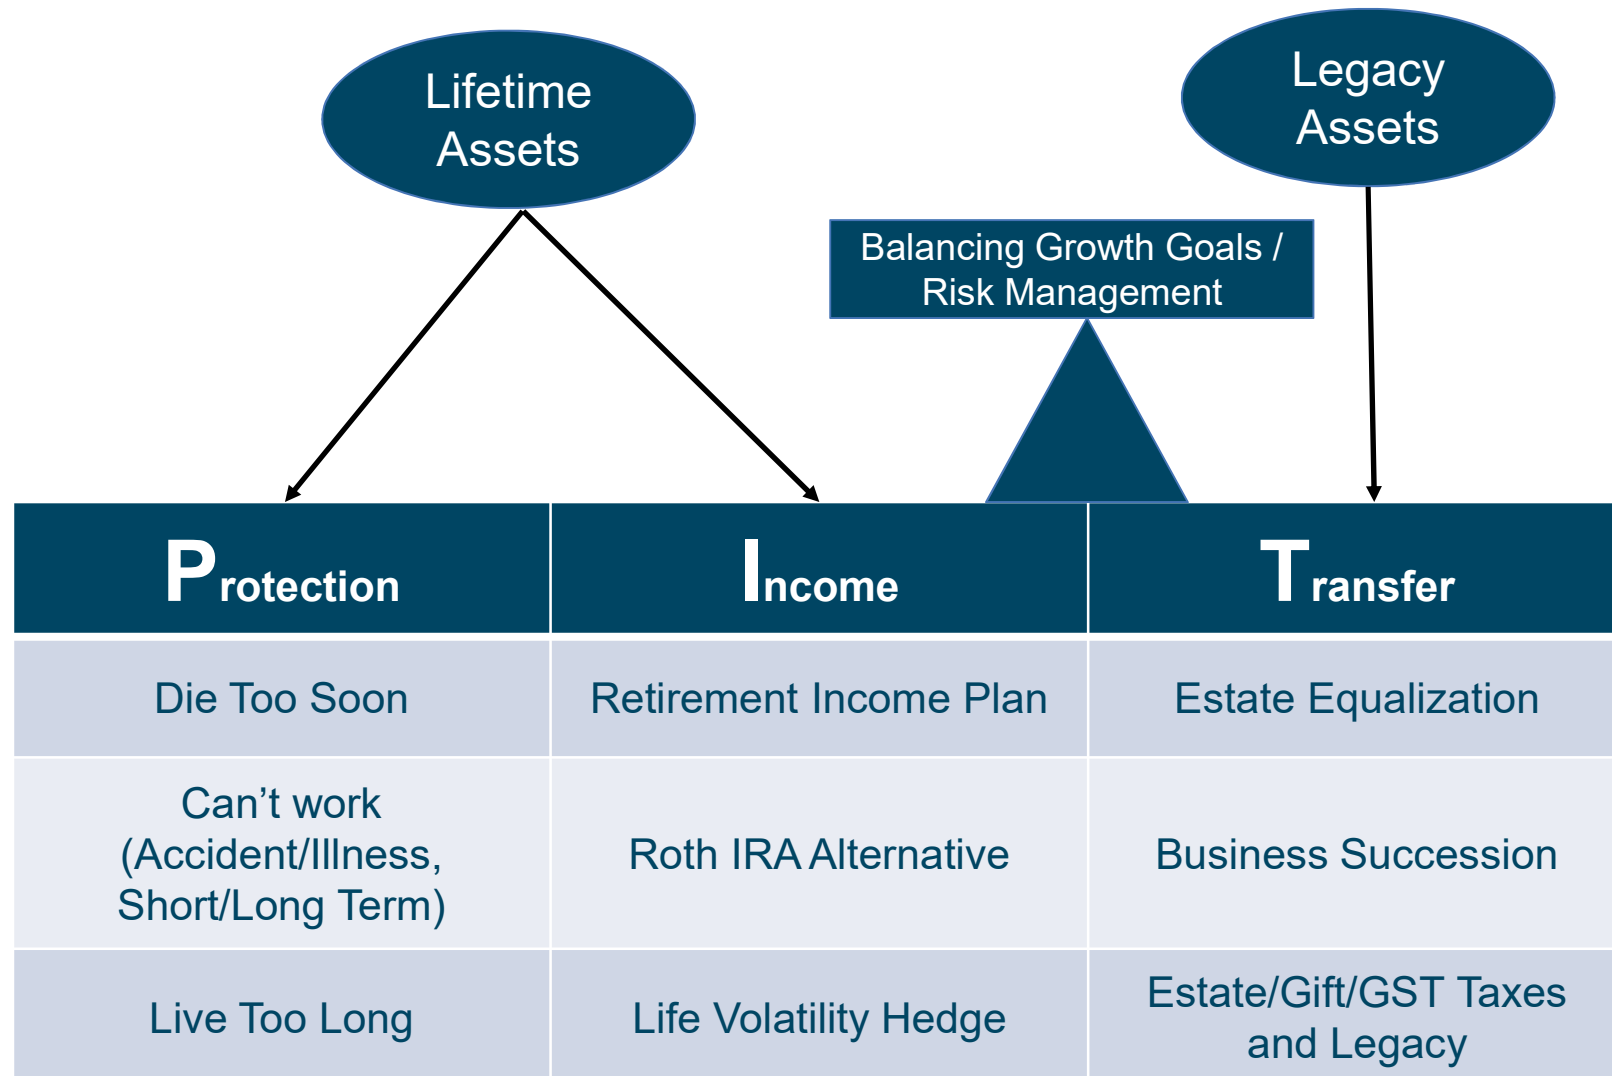 Lifetime
Assets
Legacy
Assets
Balancing Growth Goals /
Risk Management
Protection
Income
Transfer
Die Too Soon
Retirement Income Plan
Estate Equalization
Can’t work
(Accident/Illness,
Short/Long Term)
Roth IRA Alternative
Business Succession
Live Too Long
Life Volatility Hedge
Estate/Gift/GST Taxes
and Legacy